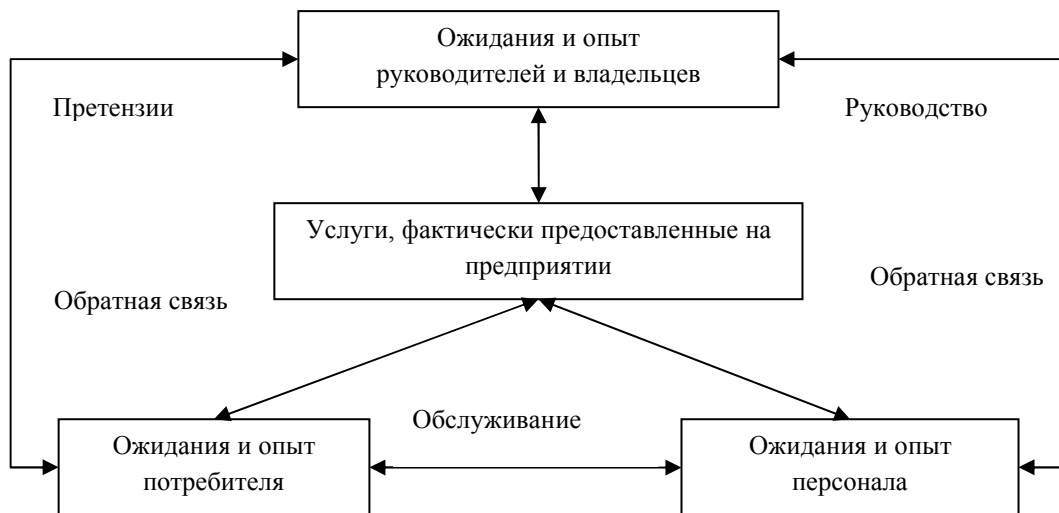 Ожидания и опыт
руководителей и владельцев
Претензии
Руководство
Услуги, фактически предоставленные на
предприятии
Обратная связь
Обратная связь
Обслуживание
Ожидания и опыт
потребителя
Ожидания и опыт
персонала